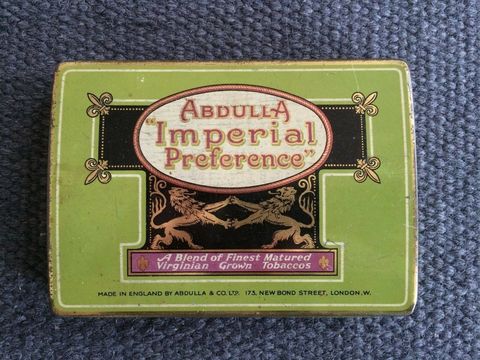 ABDULLA
"Imperial
Preference"
A Blend of Finest Matured
Virginian Grown Tobaccos
MADE IN ENGLAND BY ABDULLA & CO. LTD. 173, NEW BOND STREET, LONDON. W.